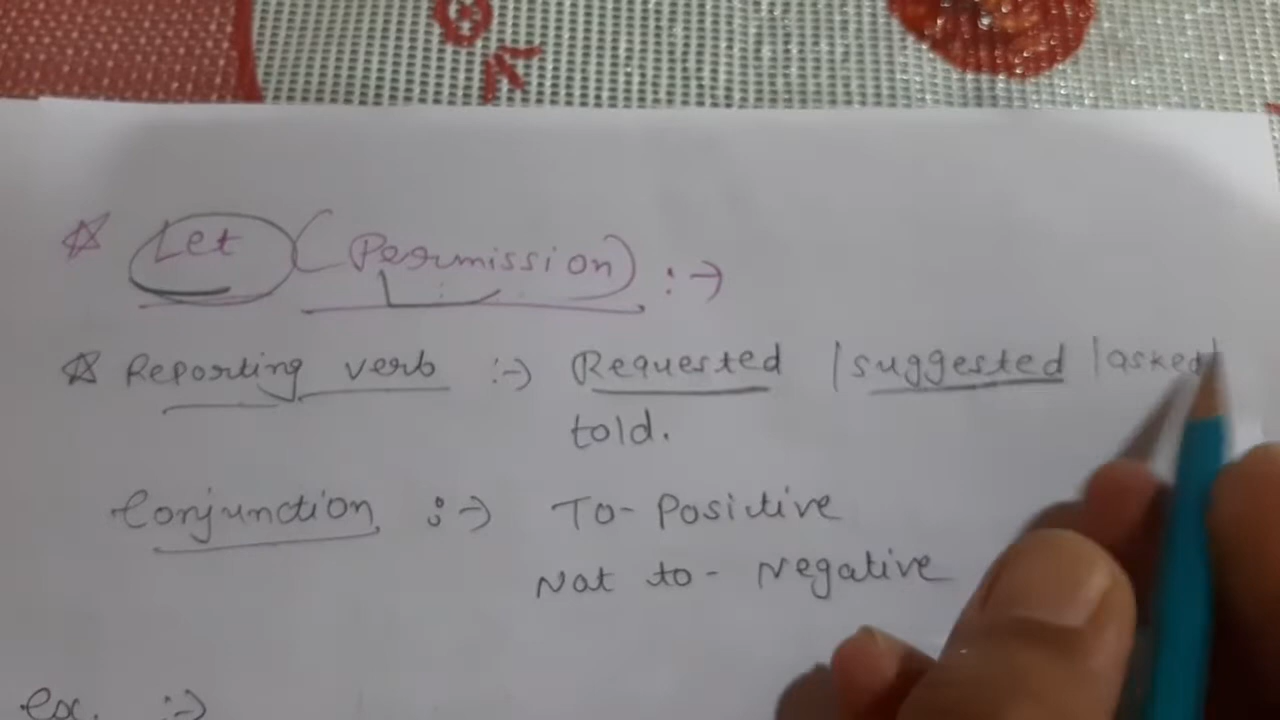 ☆ Let (Permission) :→
☆ Reporting verb :→ Requested / suggested / asked /
told.
Conjunction :→ To - Positive
Not to - Negative
Ex. :→